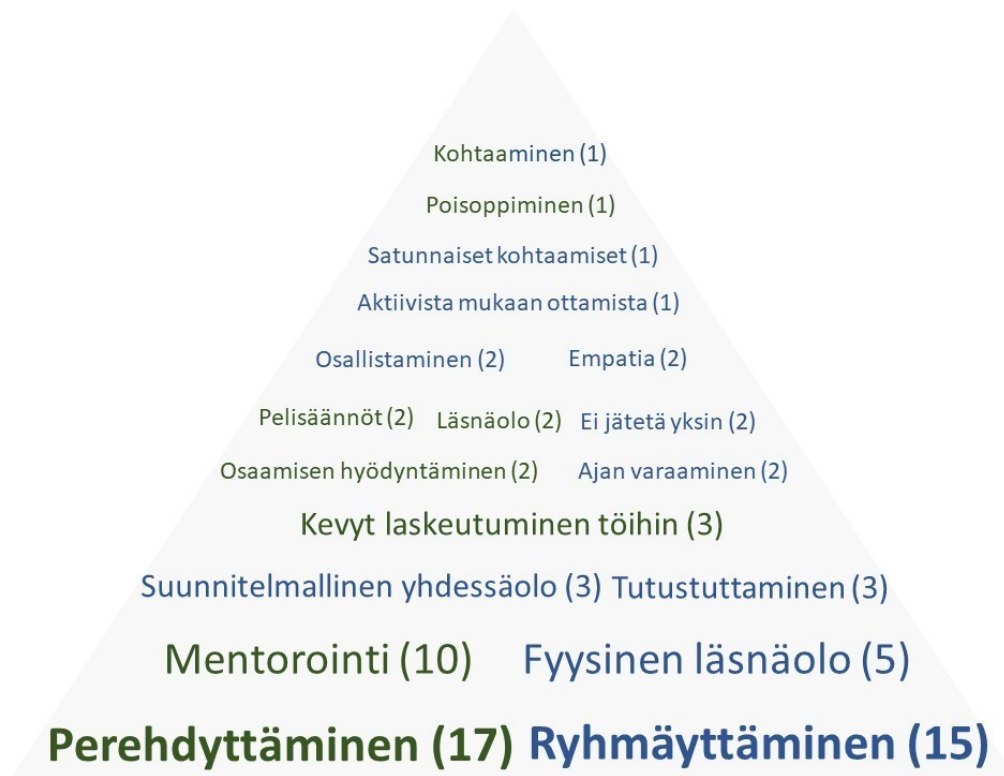 Kohtaaminen (1)
Poisoppiminen (1)
Satunnaiset kohtaamiset (1)
Aktiivista mukaan ottamista (1)
Osallistaminen (2) Empatia (2)
Pelisäännöt (2) Läsnäolo (2) Ei jätetä yksin (2)
Osaamisen hyödyntäminen (2) Ajan varaaminen (2)
Kevyt laskeutuminen töihin (3)
Suunnitelmallinen yhdessäolo (3) Tutustuttaminen (3)
Mentorointi (10) Fyysinen läsnäolo (5)
Perehdyttäminen (17) Ryhmäyttäminen (15)